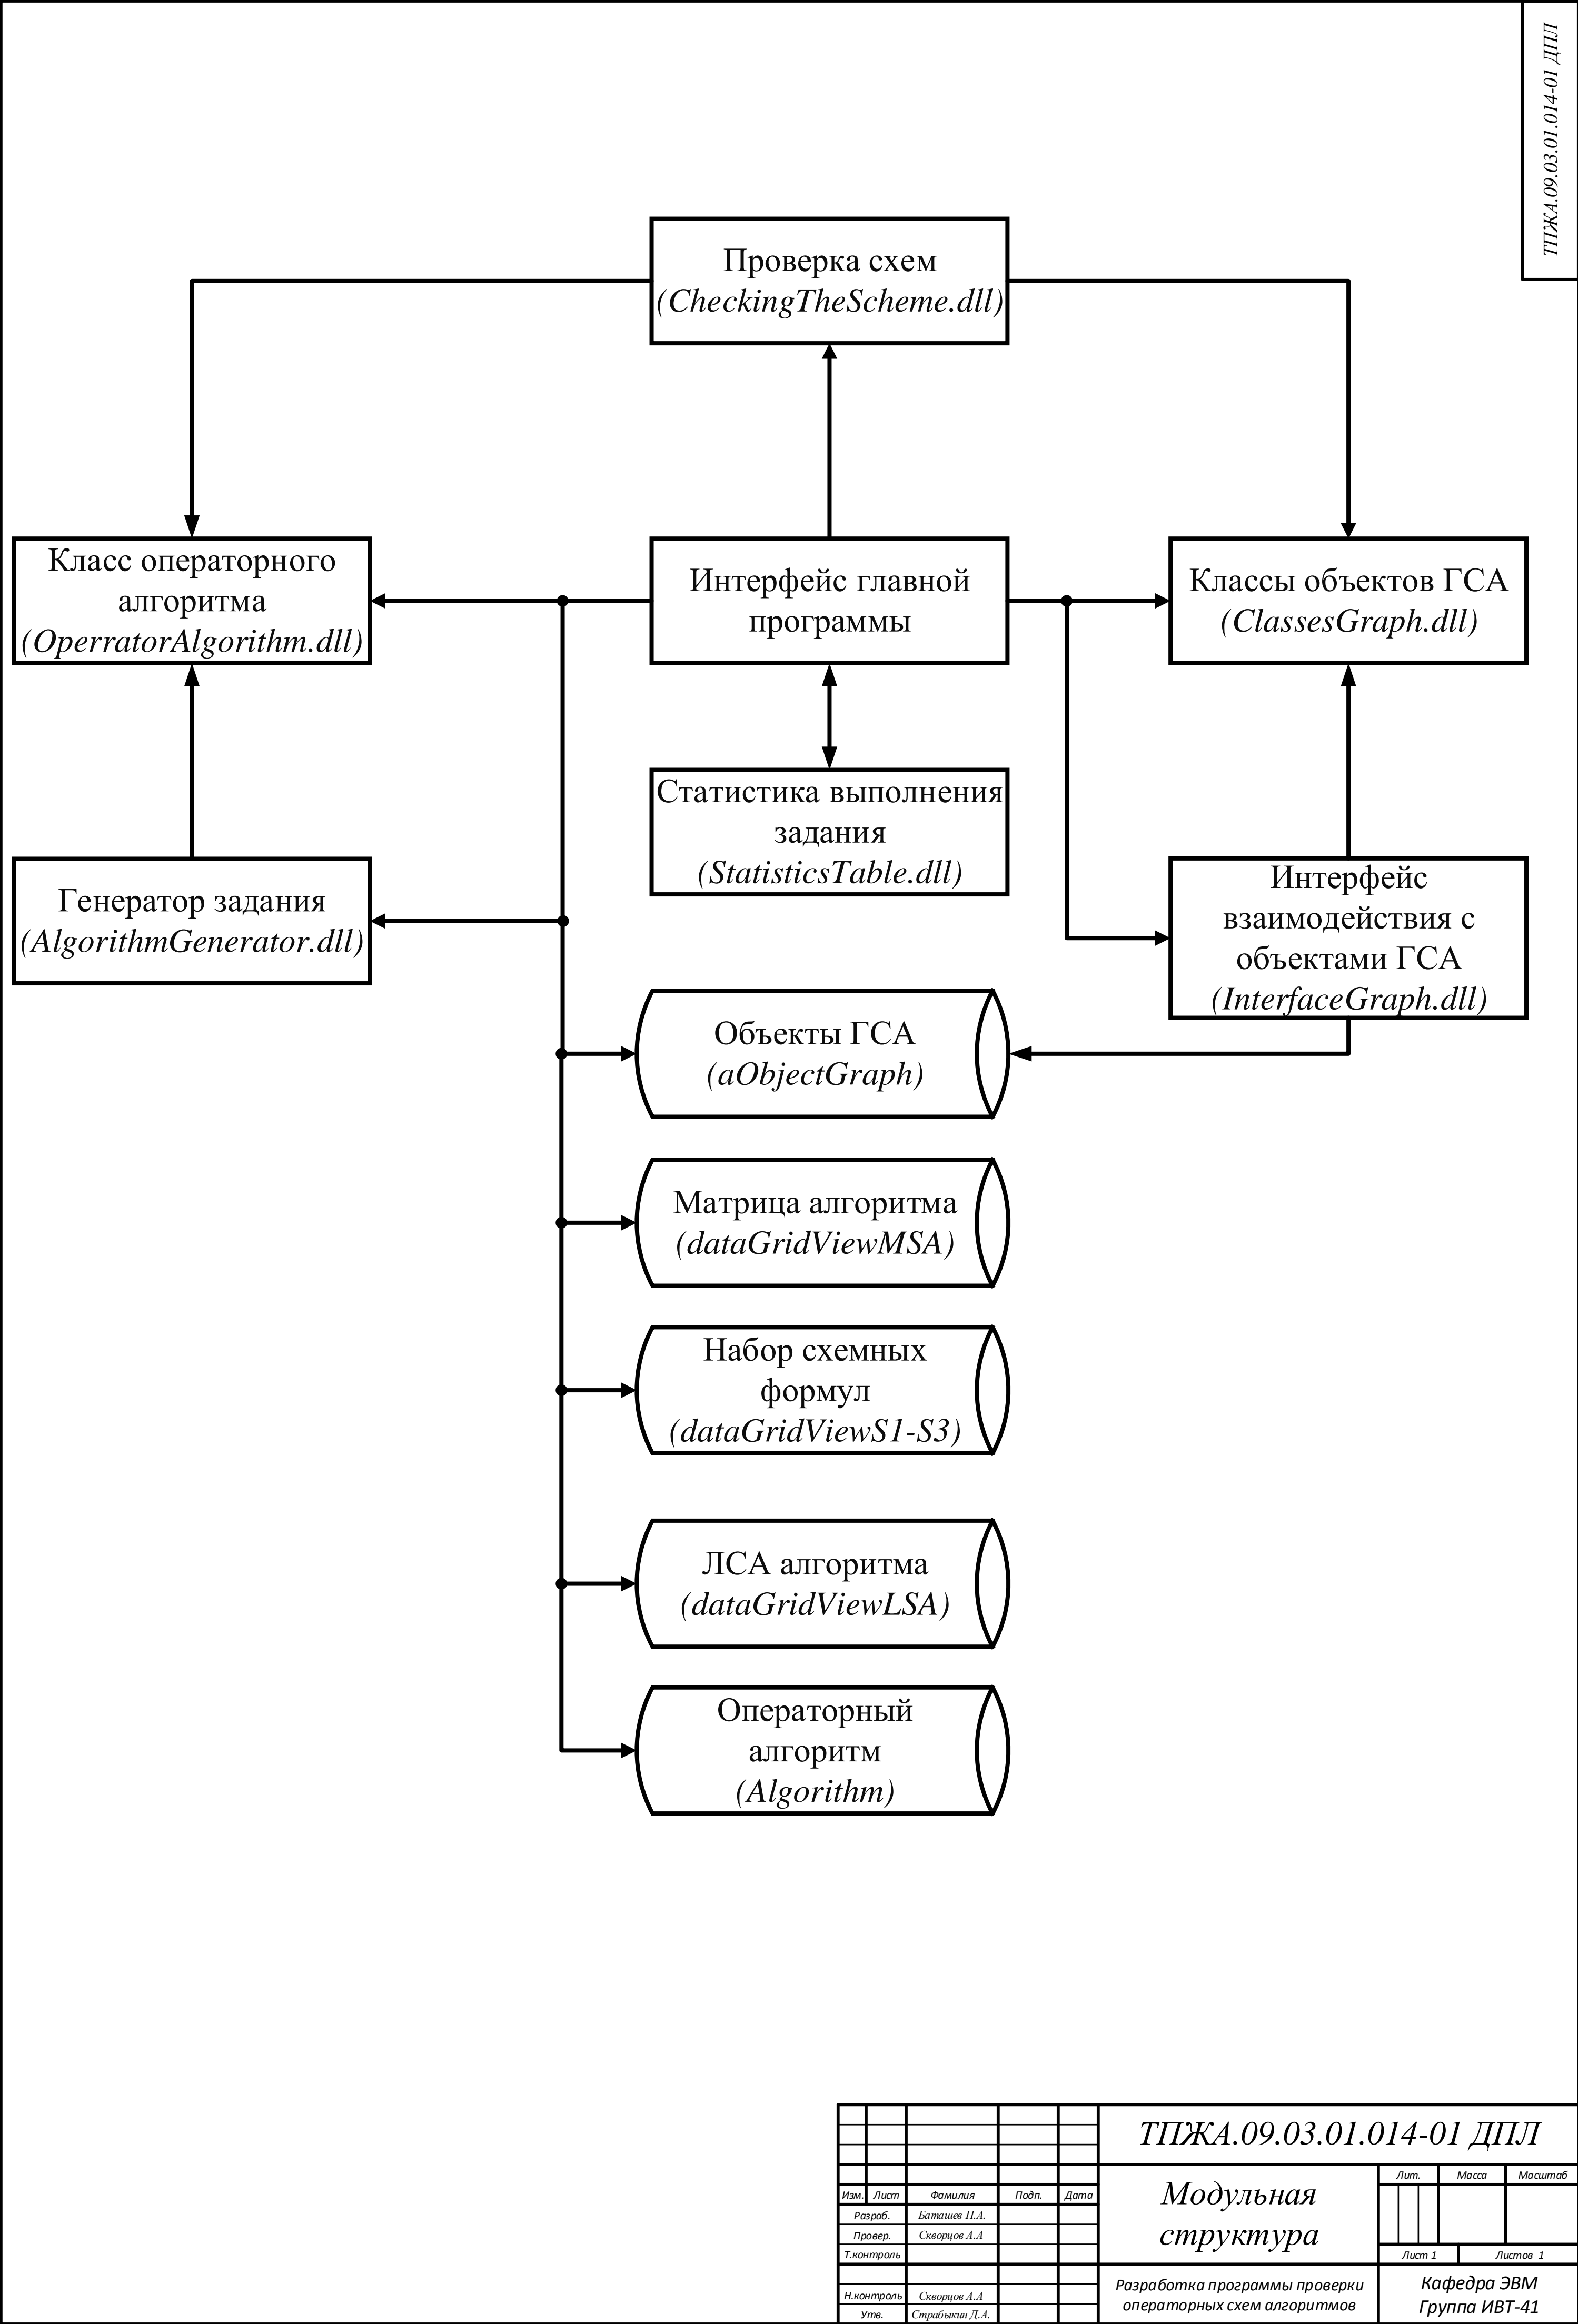 ТПЖА.09.03.01.014-01 ДПЛ
Проверка схем
(CheckingTheScheme.dll)
Класс операторного
алгоритма
(OperratorAlgorithm.dll)
Интерфейс главной
программы
Классы объектов ГСА
(ClassesGraph.dll)
Статистика выполнения
задания
(StatisticsTable.dll)
Генератор задания
(AlgorithmGenerator.dll)
Интерфейс
взаимодействия с
объектами ГСА
(InterfaceGraph.dll)
Объекты ГСА
(aObjectGraph)
Матрица алгоритма
(dataGridViewMSA)
Набор схемных
формул
(dataGridViewS1-S3)
ЛСА алгоритма
(dataGridViewLSA)
Операторный
алгоритм
(Algorithm)
ТПЖА.09.03.01.014-01 ДПЛ
Изм. Лист Фамилия Подп. Дата
Разраб. Баташев П.А.
Провер. Скворцов А.А
Т.контроль
Н.контроль Скворцов А.А
Утв. Страбыкин Д.А.
Модульная
структура
Лит. Масса Масштаб
Лист 1 Листов 1
Разработка программы проверки
операторных схем алгоритмов
Кафедра ЭВМ
Группа ИВТ-41